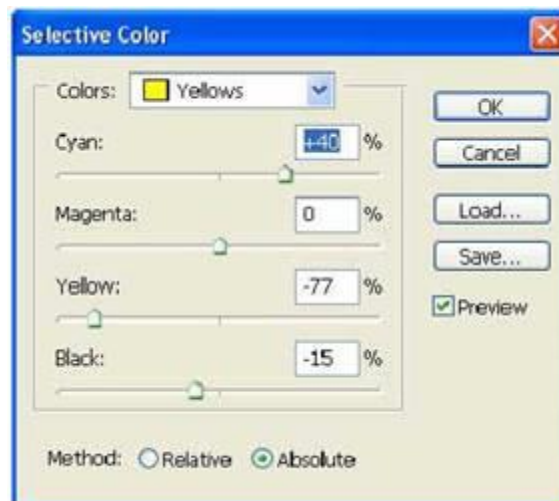 Selective Color
Colors: Yellows
OK
Cyan: +40 %
Cancel
Magenta: 0 %
Load...
Save...
Yellow: -77 %
Preview
Black: -15 %
Method: Relative Absolute